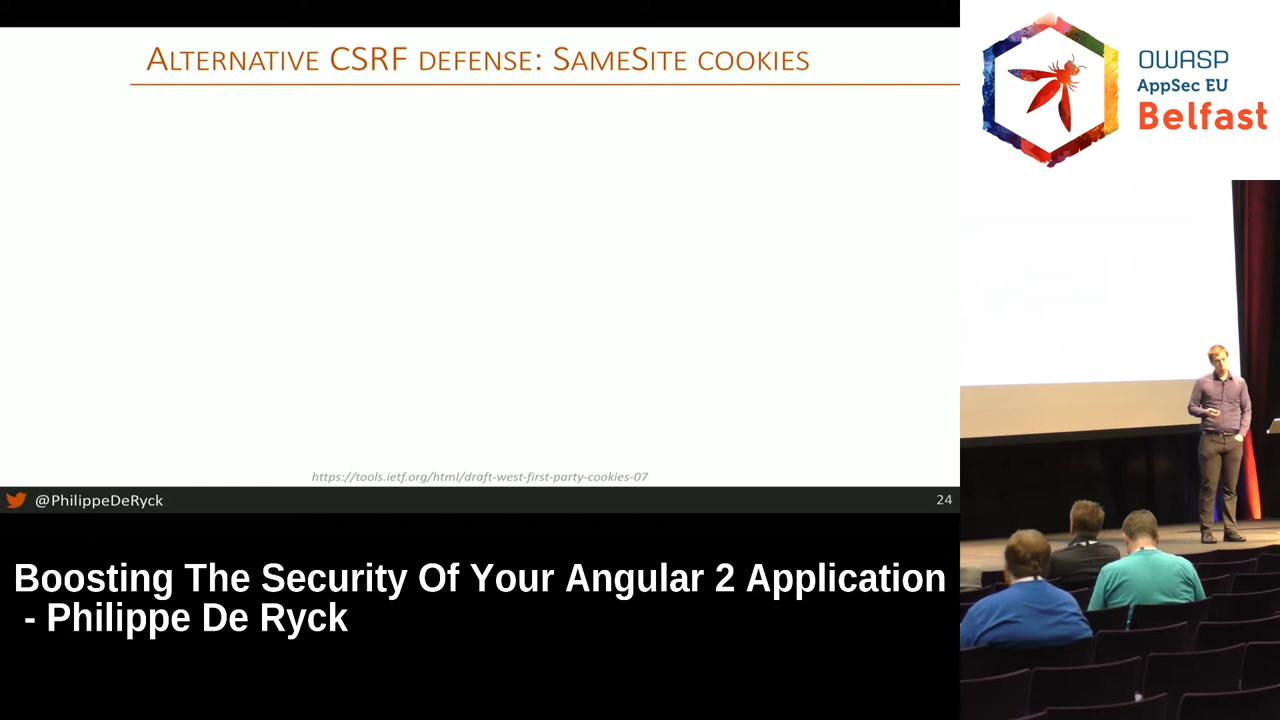 ALTERNATIVE CSRF DEFENSE: SAMESITE COOKIES
https://tools.ietf.org/html/draft-west-first-party-cookies-07
@PhilippeDeRyck
24
OWASP
AppSec EU
Belfast
Boosting The Security Of Your Angular 2 Application
- Philippe De Ryck